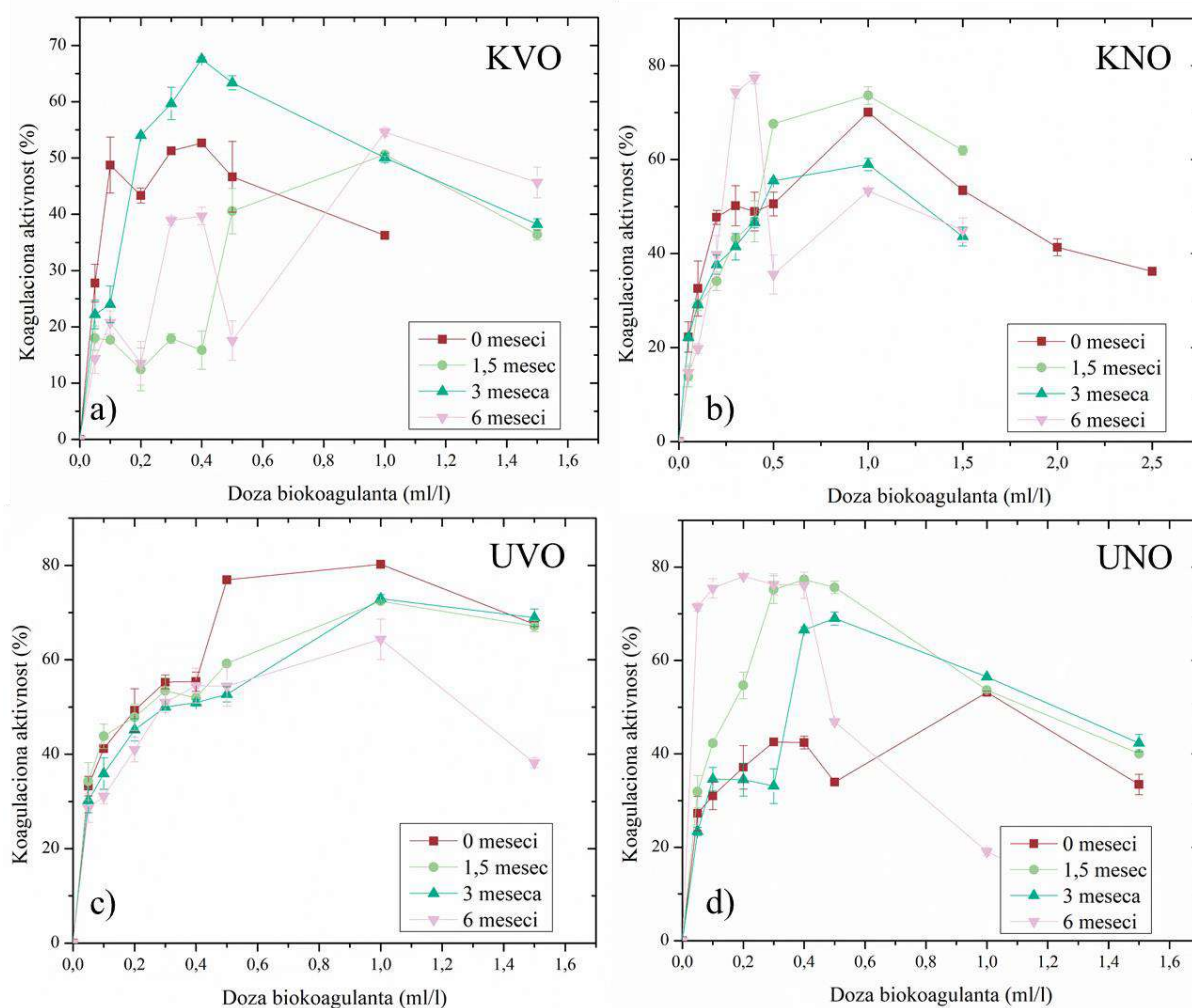 KVO
Koagulaciona aktivnost (%)
70
60
50
40
30
20
10
0
0 meseci
1,5 mesec
3 meseca
6 meseci
a)
0,0 0,2 0,4 0,6 0,8 1,0 1,2 1,4 1,6
Doza biokoagulanta (ml/l)
KNO
Koagulaciona aktivnost (%)
80
60
40
20
0
0 meseci
1,5 meseci
3 meseca
6 meseci
b)
0,0 0,5 1,0 1,5 2,0 2,5
Doza biokoagulanta (ml/l)
UVO
Koagulaciona aktivnost (%)
80
60
40
20
0
0 meseci
1,5 mesec
3 meseca
6 meseci
c)
0,0 0,2 0,4 0,6 0,8 1,0 1,2 1,4 1,6
Doza biokoagulanta (ml/l)
UNO
Koagulaciona aktivnost (%)
80
60
40
20
0
0 meseci
1,5 mesec
3 meseca
6 meseci
d)
0,0 0,2 0,4 0,6 0,8 1,0 1,2 1,4 1,6
Doza biokoagulanta (ml/l)